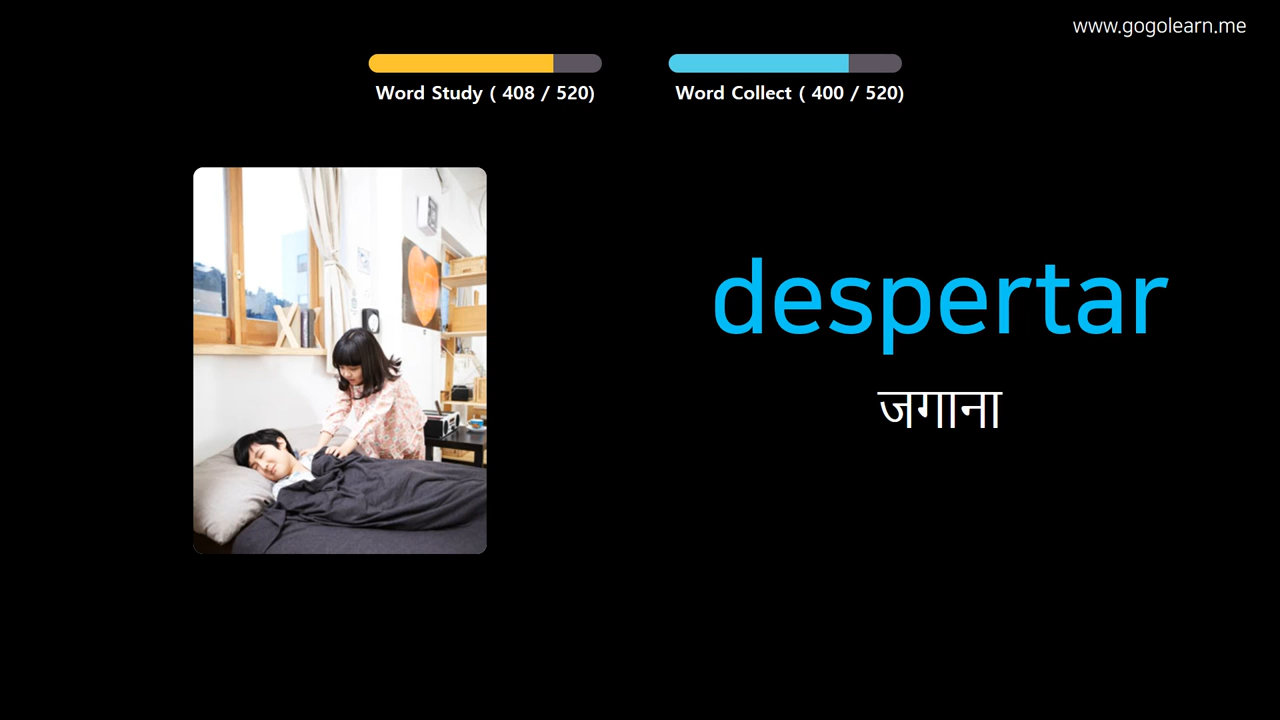 www.gogolearn.me
Word Study ( 408 / 520)
Word Collect ( 400 / 520)
despertar
जगाना